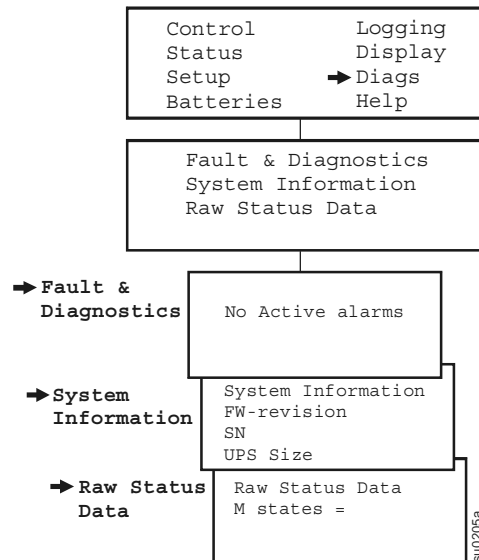 Control Logging
Status Display
Setup Diags
Batteries Help
Fault & Diagnostics
System Information
Raw Status Data
Fault &
Diagnostics
No Active alarms
System
Information
System Information
FW-revision
SN
UPS Size
Raw Status
Data
Raw Status Data
M states =
su0205a